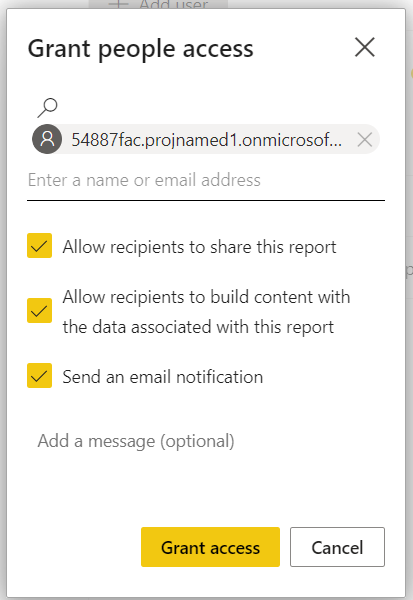 Add user
Grant people access
54887fac.projnamed1.onmicrosof...
Enter a name or email address
Allow recipients to share this report
Allow recipients to build content with
the data associated with this report
Send an email notification
Add a message (optional)
Grant access
Cancel